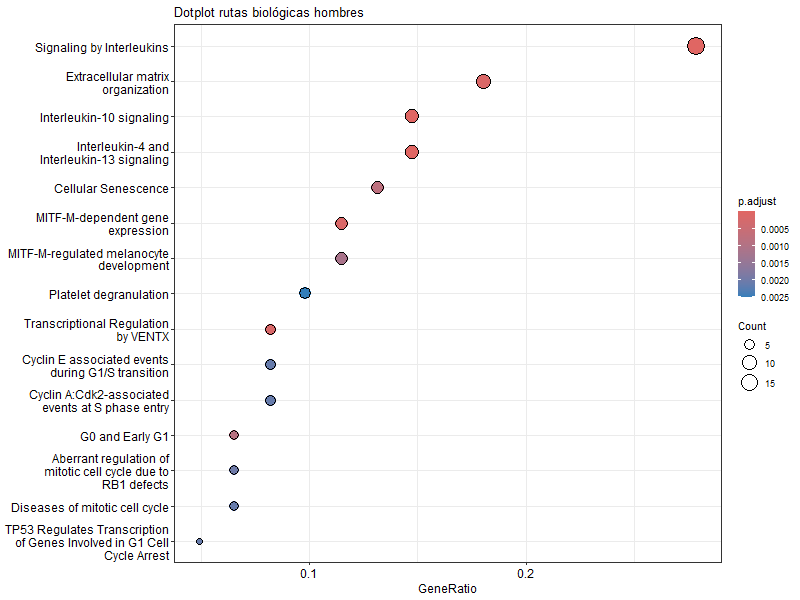 Dotplot rutas biológicas hombres
Signaling by Interleukins
Extracellular matrix
organization
Interleukin-10 signaling
Interleukin-4 and
Interleukin-13 signaling
Cellular Senescence
MITF-M-dependent gene
expression
MITF-M-regulated melanocyte
development
Platelet degranulation
Transcriptional Regulation
by VENTX
Cyclin E associated events
during G1/S transition
Cyclin A:Cdk2-associated
events at S phase entry
G0 and Early G1
Aberrant regulation of
mitotic cell cycle due to
RB1 defects
Diseases of mitotic cell cycle
TP53 Regulates Transcription
of Genes Involved in G1 Cell
Cycle Arrest
0.1
0.2
GeneRatio
p.adjust
0.0005
0.0010
0.0015
0.0020
0.0025
Count
5
10
15